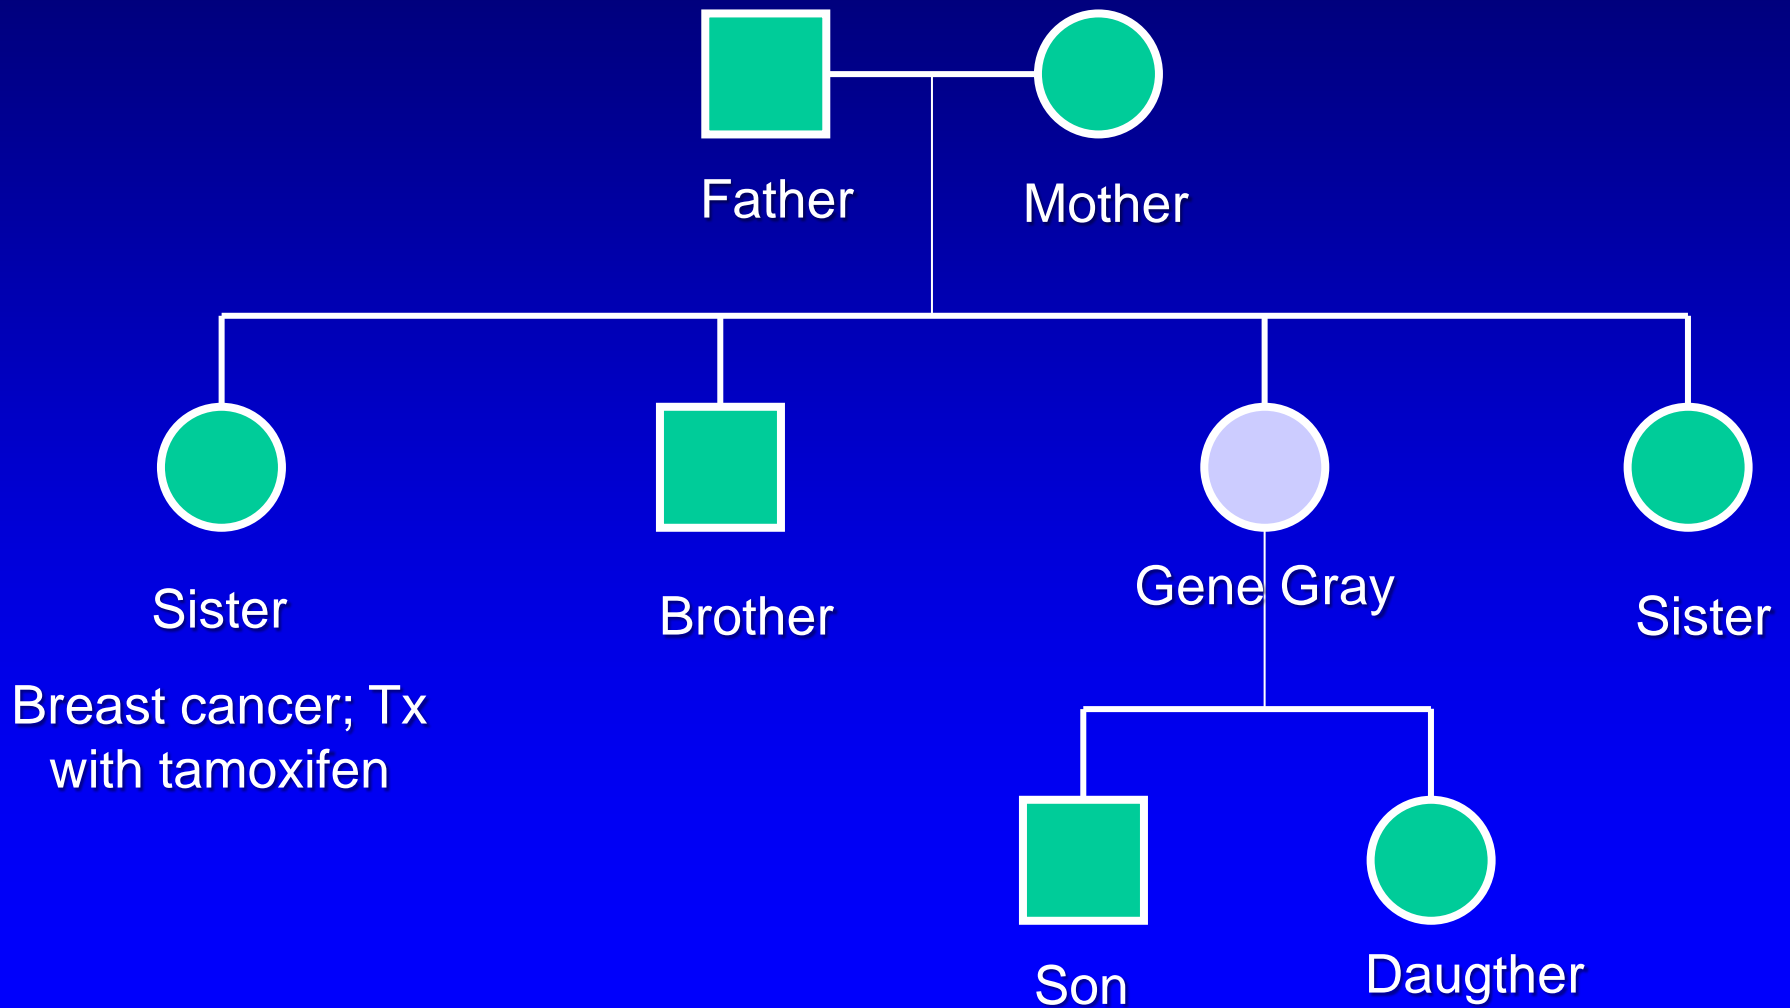 Father
Mother
Sister
Brother
Gene Gray
Sister
Breast cancer; Tx
with tamoxifen
Son
Daugther